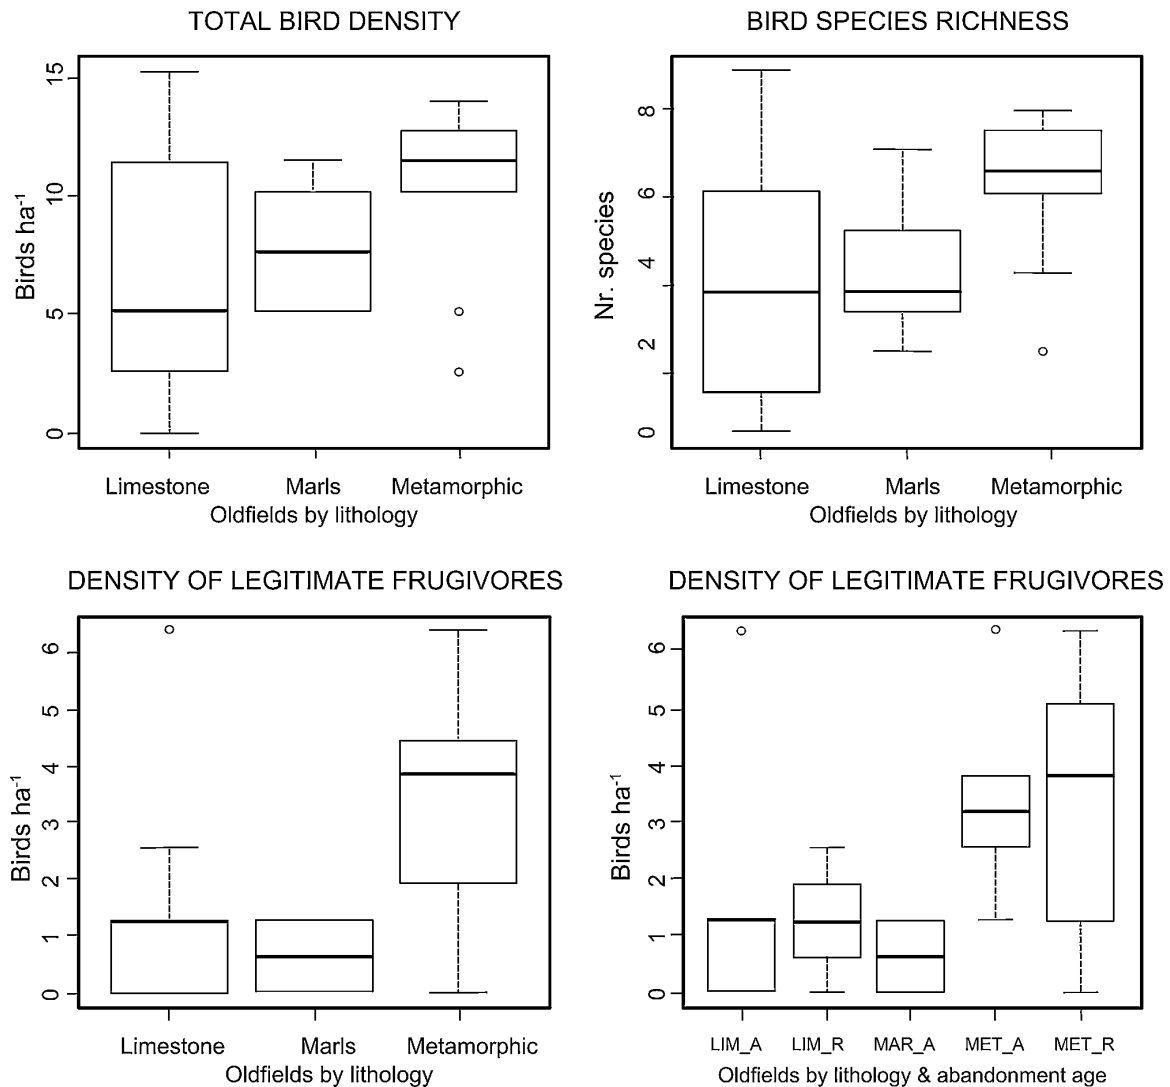 TOTAL BIRD DENSITY
Birds ha-1
15
10
5
0
Limestone Marls Metamorphic
Oldfields by lithology
BIRD SPECIES RICHNESS
Nr. species
8
6
4
2
0
Limestone Marls Metamorphic
Oldfields by lithology
DENSITY OF LEGITIMATE FRUGIVORES
Birds ha-1
6
5
4
3
2
1
0
Limestone Marls Metamorphic
Oldfields by lithology
DENSITY OF LEGITIMATE FRUGIVORES
Birds ha-1
6
5
4
3
2
1
0
LIM_A LIM_R MAR_A MET_A MET_R
Oldfields by lithology & abandonment age